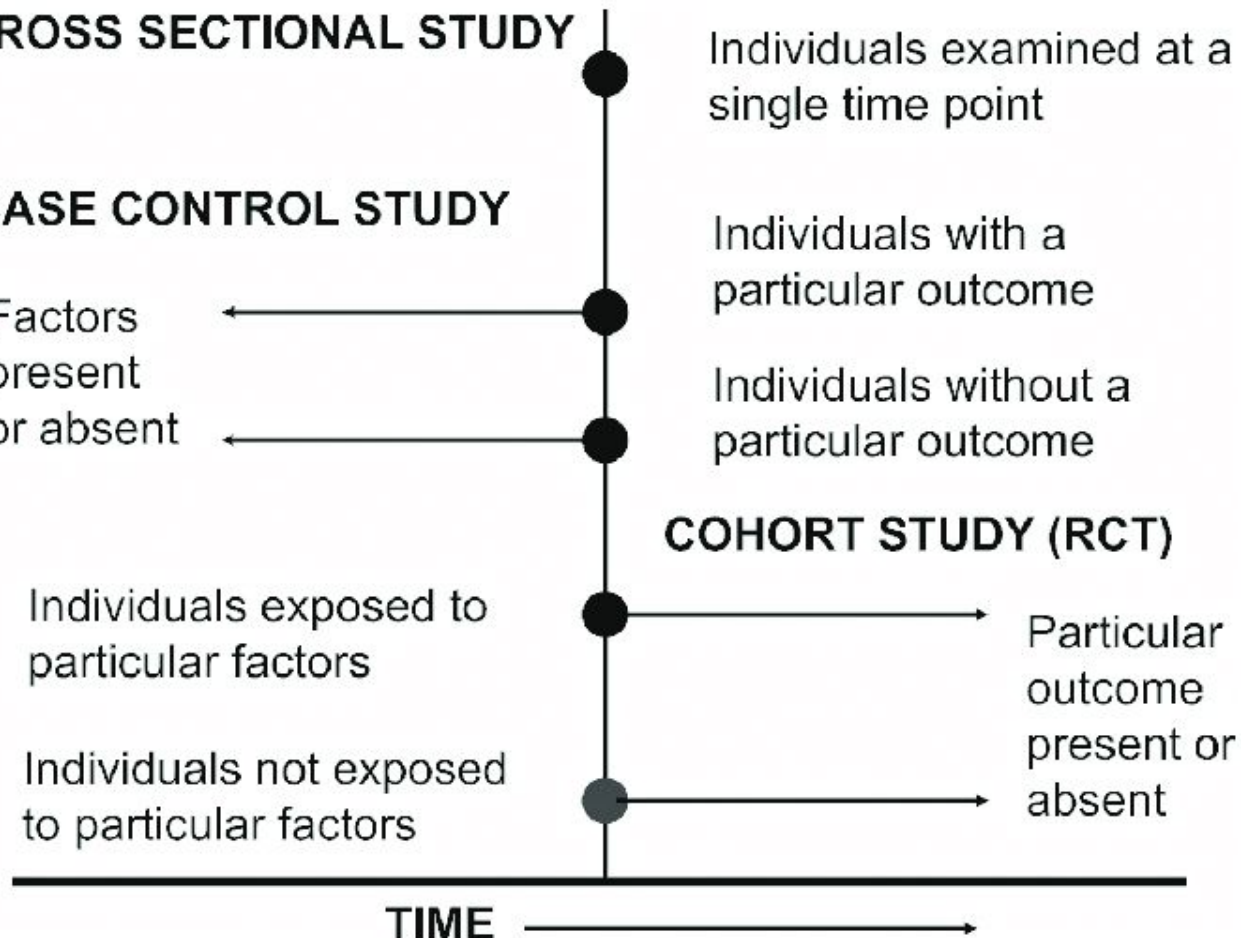 ROSS SECTIONAL STUDY
Individuals examined at a
single time point
ASE CONTROL STUDY
Individuals with a
particular outcome
Factors
present
or absent
Individuals without a
particular outcome
COHORT STUDY (RCT)
Individuals exposed to
particular factors
Particular
outcome
present or
absent
Individuals not exposed
to particular factors
TIME